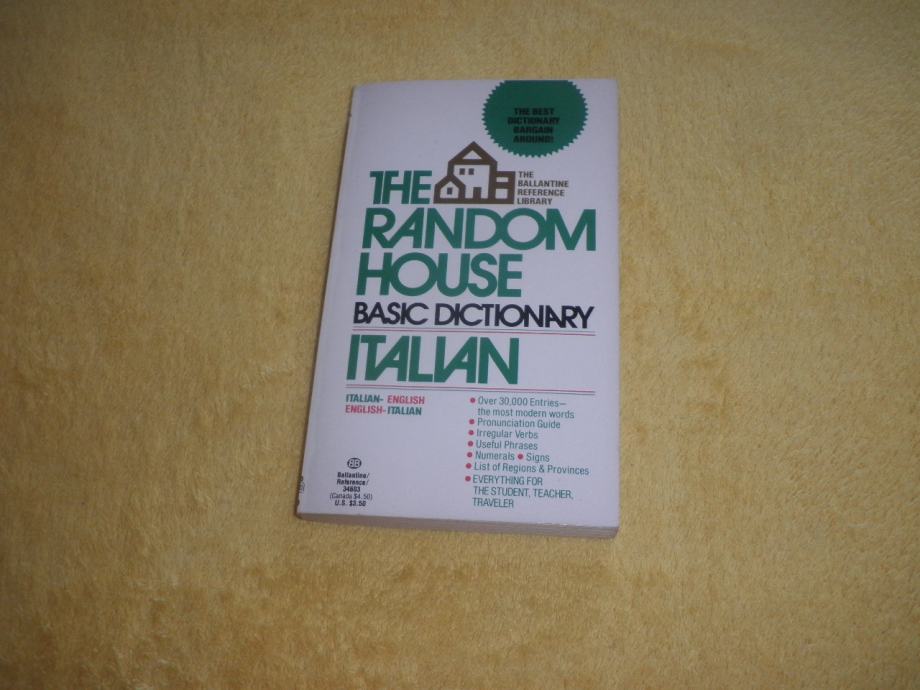 THE BEST
DICTIONARY
BARGAIN
AROUND!
THE
THE
BALLANTINE
REFERENCE
LIBRARY
RANDOM
HOUSE
BASIC DICTIONARY
ITALIAN
ITALIAN- ENGLISH
ENGLISH-ITALIAN
• Over 30,000 Entries—
the most modern words
• Pronunciation Guide
• Irregular Verbs
• Useful Phrases
• Numerals • Signs
• List of Regions & Provinces
• EVERYTHING FOR
THE STUDENT, TEACHER,
TRAVELER
BB
Ballantine/
Reference/
34603
(Canada $4.50)
U.S. $3.50